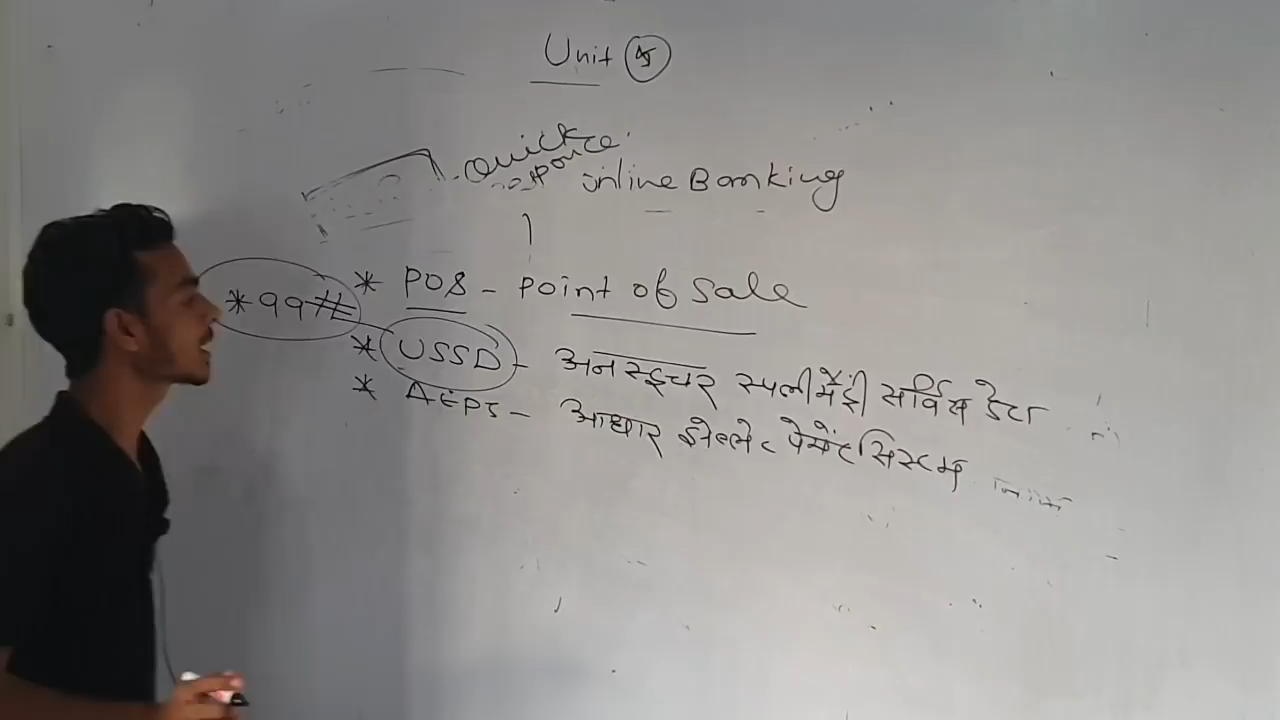 Unit 5
Quick
responce
online Banking
* POS - Point of Sale
*99#
* USSD - अनस्ट्रक्चर सप्लीमेंट्री सर्विस डेटा
* AEPS - आधार इनेबल्ड पेमेंट सिस्टम